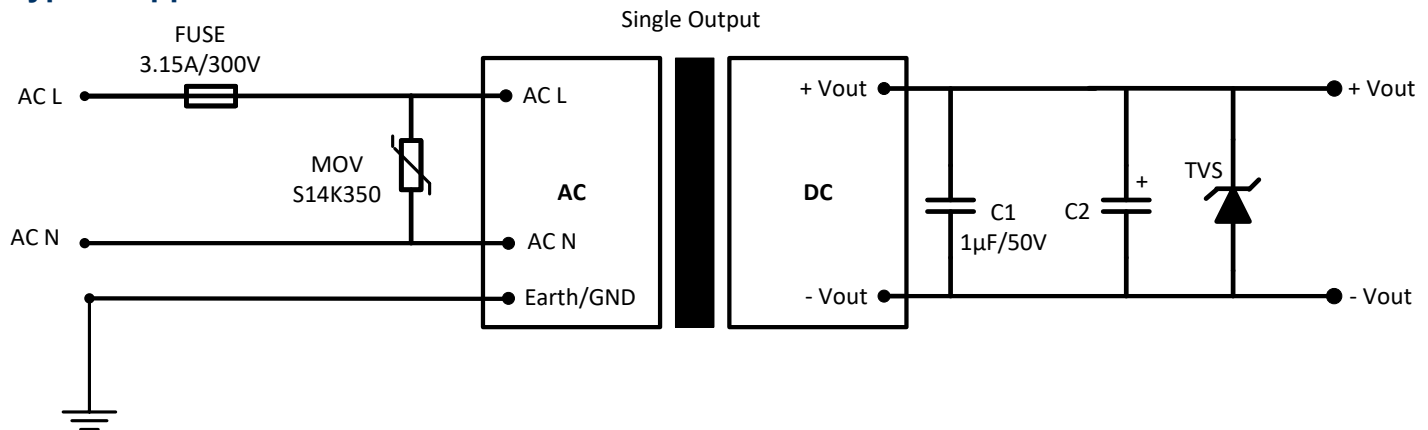 Single Output
FUSE
3.15A/300V
AC L
AC L
MOV
S14K350
AC
AC N
AC N
Earth/GND
+ Vout
DC
- Vout
C1
1μF/50V
C2
+
TVS
+ Vout
- Vout